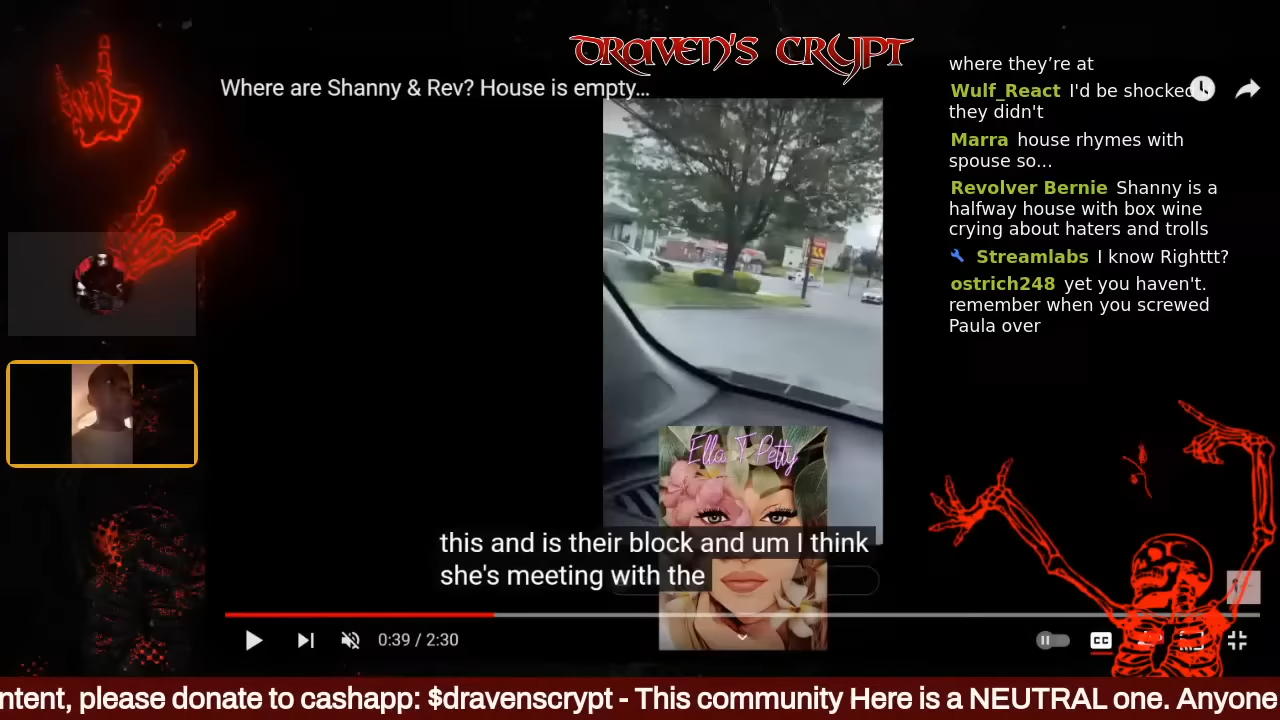 DRAVEN'S CRYPT
Where are Shanny & Rev? House is empty...
where they’re at
Wulf_React I'd be shocked
they didn't
Marra house rhymes with
spouse so...
Revolver Bernie Shanny is a
halfway house with box wine
crying about haters and trolls
Streamlabs I know Righttt?
ostrich248 yet you haven't.
remember when you screwed
Paula over
Ella T Petty
this and is their block and um I think
she's meeting with the
0:39 / 2:30
CC
ntent, please donate to cashapp: $dravenscrypt - This community Here is a NEUTRAL one. Anyone